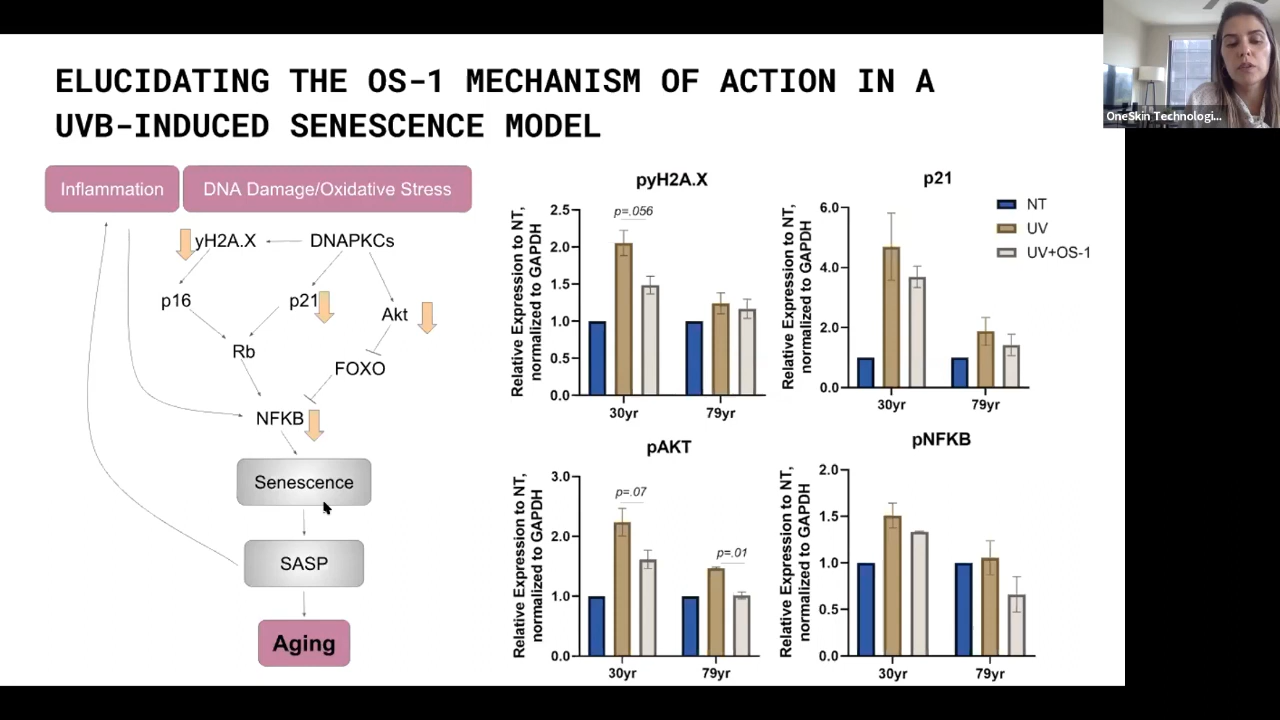 ELUCIDATING THE OS-1 MECHANISM OF ACTION IN A
UVB-INDUCED SENESCENCE MODEL
OneSkin Technologi...
Inflammation
DNA Damage/Oxidative Stress
yH2A.X
DNAPKCs
p16
p21
Akt
Rb
FOXO
NFKB
Senescence
SASP
Aging
pyH2A.X
Relative Expression to NT,
normalized to GAPDH
2.5
2.0
1.5
1.0
0.5
0.0
p=.056
30yr
79yr
p21
Relative Expression to NT,
normalized to GAPDH
6.0
4.0
2.0
0.0
30yr
79yr
NT
UV
UV+OS-1
pAKT
Relative Expression to NT,
normalized to GAPDH
3.0
2.0
1.0
0.0
p=.07
p=.01
30yr
79yr
pNFKB
Relative Expression to NT,
normalized to GAPDH
2.0
1.5
1.0
0.5
0.0
30yr
79yr